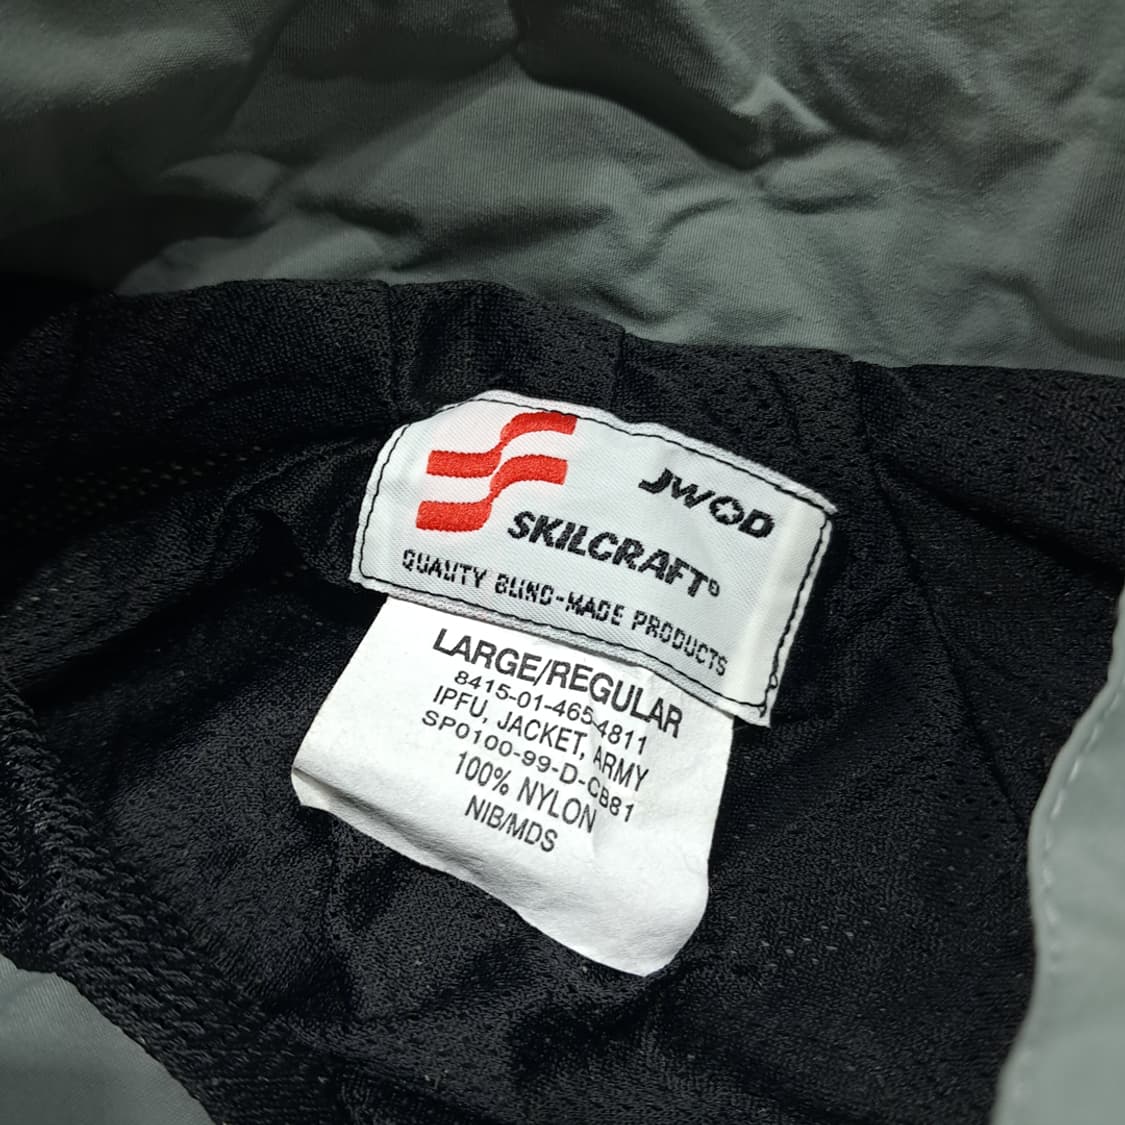 JWOD
SKILCRAFT®
QUALITY BLIND-MADE PRODUCTS
LARGE/REGULAR
8415-01-465-4811
IPFU, JACKET, ARMY
SP0100-99-D-CB81
100% NYLON
NIB/MDS